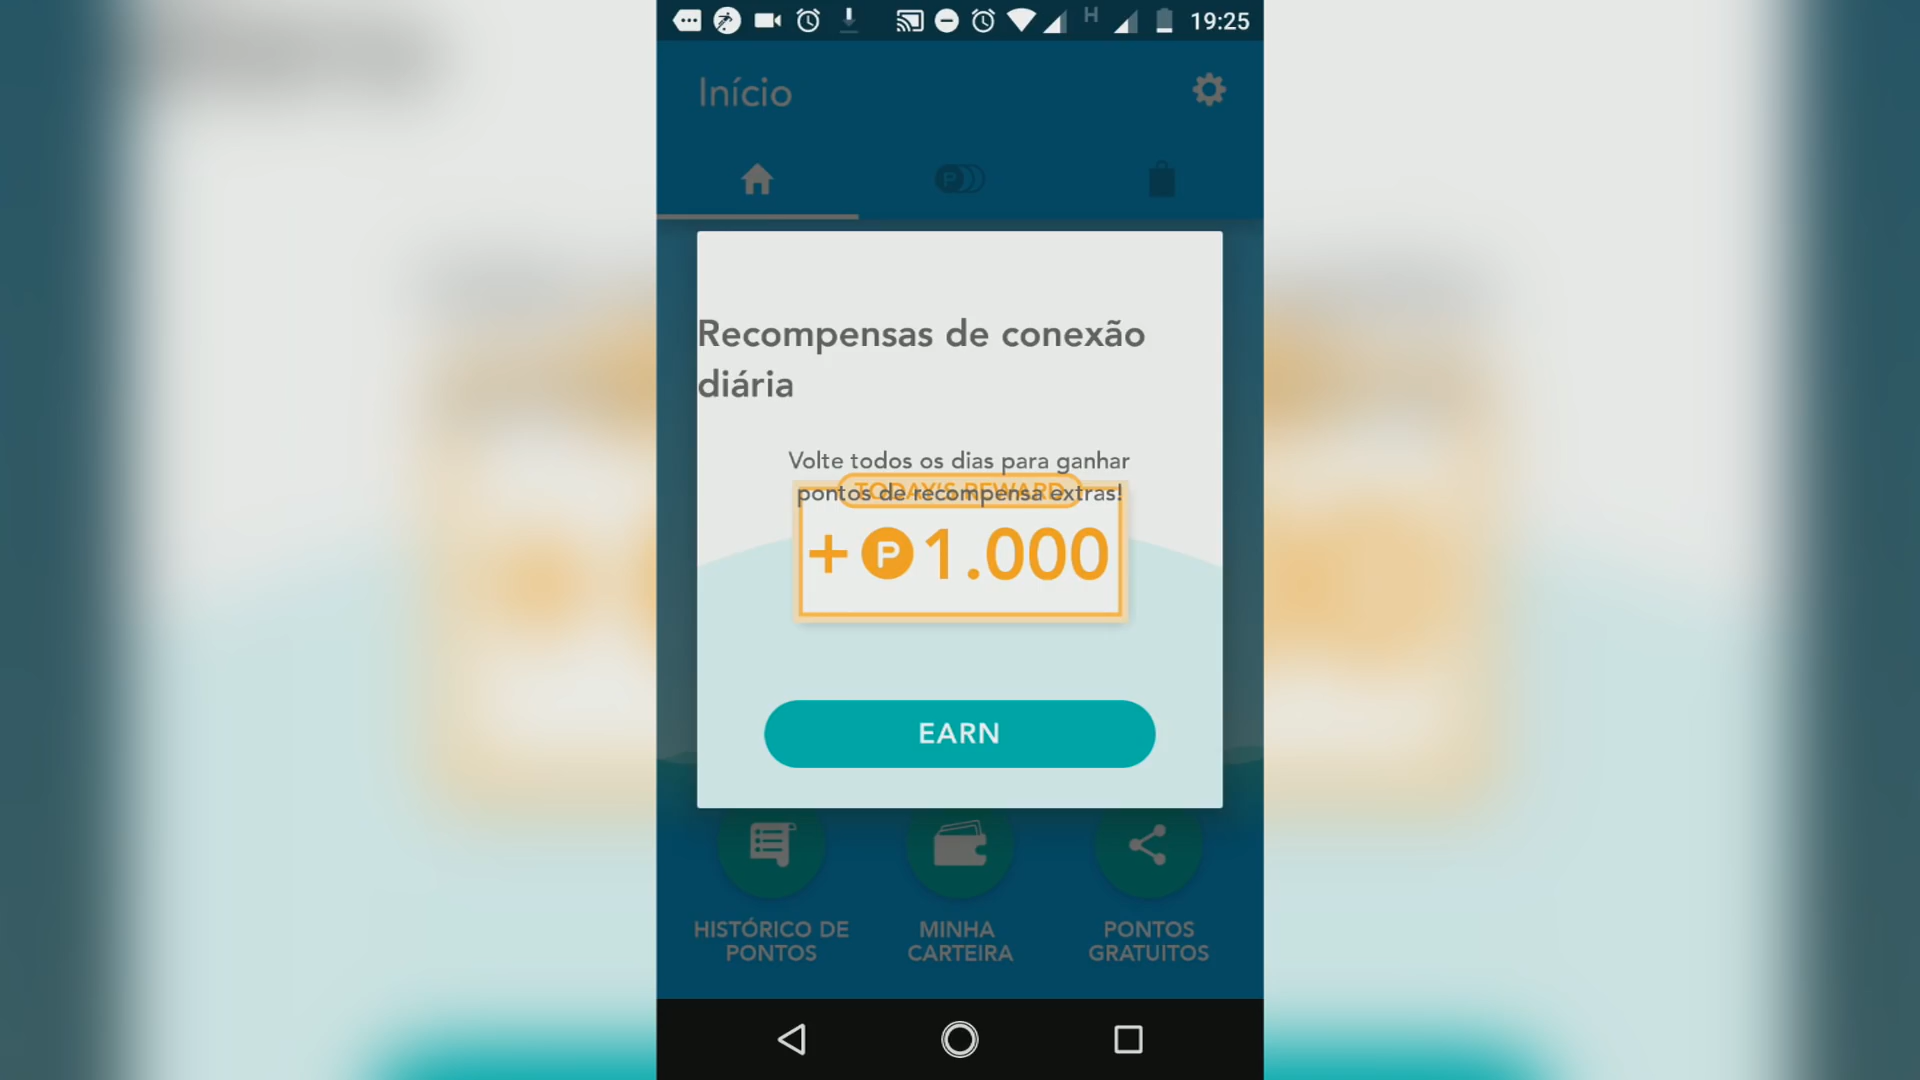 H 19:25
Início
P
Recompensas de conexão
diária
Volte todos os dias para ganhar
TODAY'S REWARD
pontos de recompensa extras!
+ P 1.000
EARN
HISTÓRICO DE
PONTOS
MINHA
CARTEIRA
PONTOS
GRATUITOS